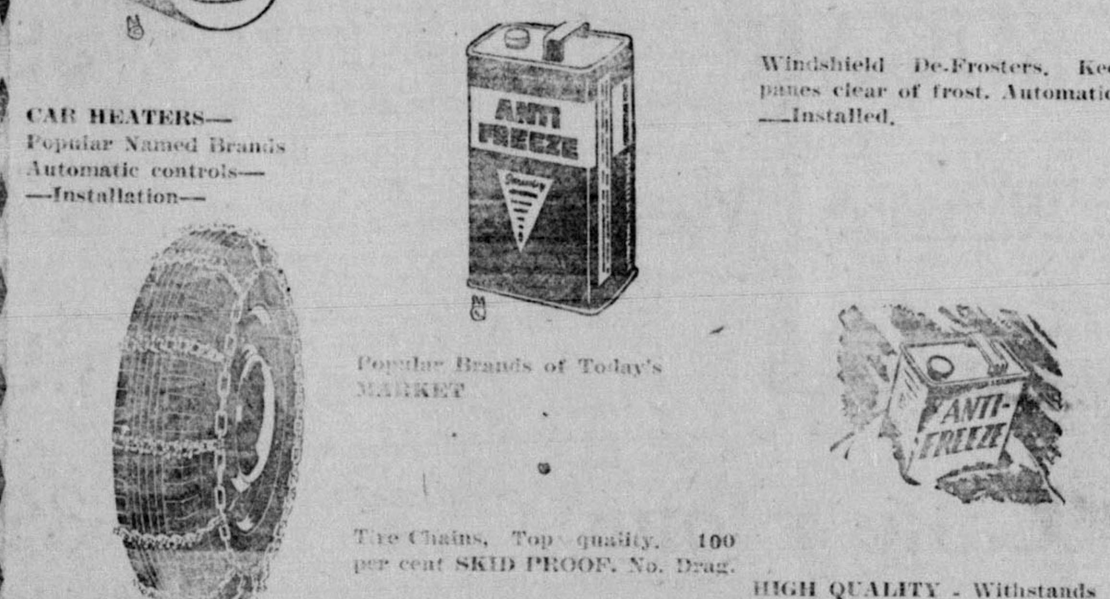 CAR HEATERS—
Popular Named Brands
Automatic controls—
—Installation—
ANTI
FREEZE
Windshield De-Frosters. Kee
panes clear of frost. Automatic
—Installed.
Popular Brands of Today's
MARKET
ANTI-
FREEZE
Tire Chains, Top quality. 100
per cent SKID PROOF. No. Drag.
HIGH QUALITY - Withstands